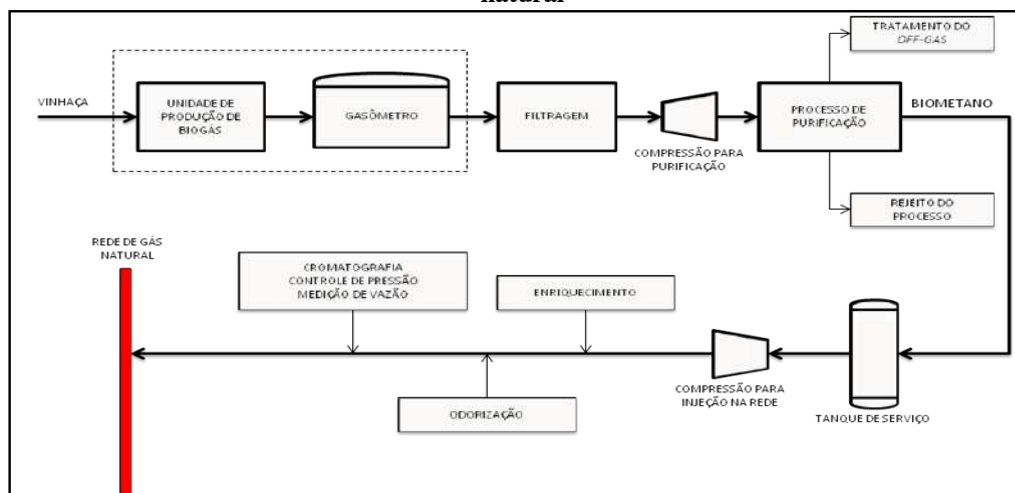 natural
TRATAMENTO DO
OFF-GAS
VINHAÇA
UNIDADE DE
PRODUÇÃO DE
BIOGÁS
GASÔMETRO
FILTRAGEM
COMPRESSÃO PARA
PURIFICAÇÃO
PROCESSO DE
PURIFICAÇÃO
BIOMETANO
REJEITO DO
PROCESSO
REDE DE GÁS
NATURAL
CROMATOGRAFIA
CONTROLE DE PRESSÃO
MEDIÇÃO DE VAZÃO
ENRIQUECIMENTO
ODORIZAÇÃO
COMPRESSÃO PARA
INJEÇÃO NA REDE
TANQUE DE SERVIÇO